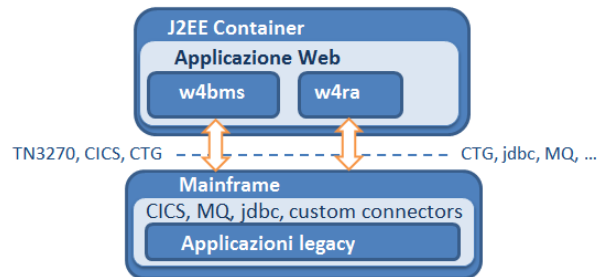 J2EE Container
Applicazione Web
w4bms w4ra
TN3270, CICS, CTG CTG, jdbc, MQ, ...
Mainframe
CICS, MQ, jdbc, custom connectors
Applicazioni legacy